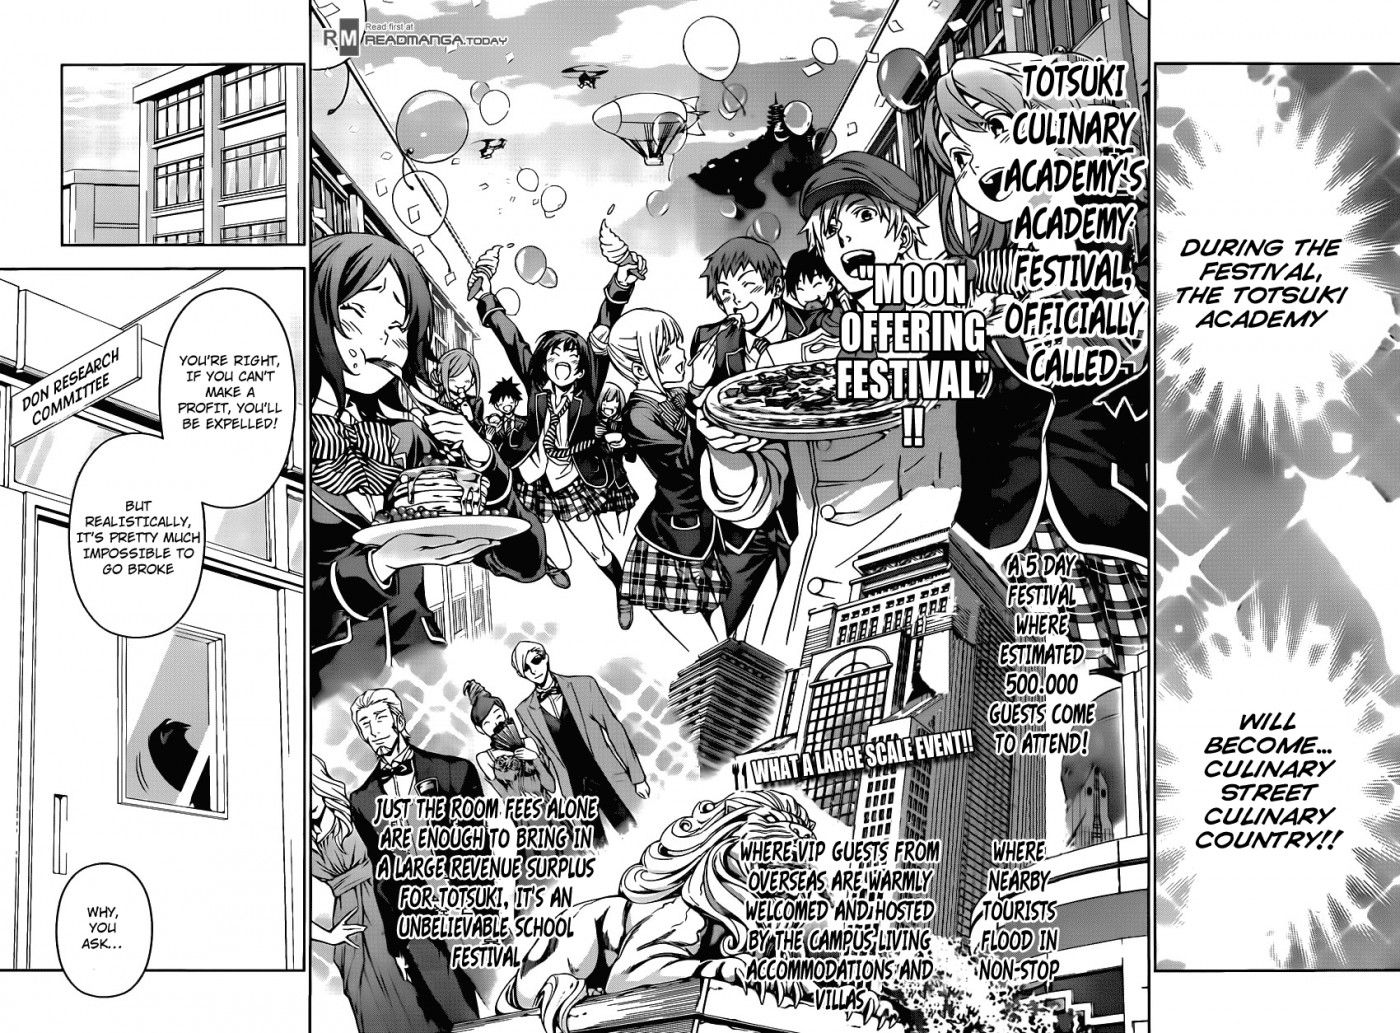 RM
Read first at
READMANGA.TODAY
DURING THE
FESTIVAL,
THE TOTSUKI
ACADEMY
WILL
BECOME...
CULINARY
STREET
CULINARY
COUNTRY!!
TOTSUKI
CULINARY
ACADEMY'S
ACADEMY
FESTIVAL,
OFFICIALLY
CALLED
"MOON
OFFERING
FESTIVAL"
!!
A 5 DAY
FESTIVAL
WHERE
ESTIMATED
500.000
GUESTS COME
TO ATTEND!
WHAT A LARGE SCALE EVENT!!
WHERE
NEARBY
TOURISTS
FLOOD IN
NON-STOP
WHERE VIP GUESTS FROM
OVERSEAS ARE WARMLY
WELCOMED AND HOSTED
BY THE CAMPUS LIVING
ACCOMMODATIONS AND
VILLAS
JUST THE ROOM FEES ALONE
ARE ENOUGH TO BRING IN
A LARGE REVENUE SURPLUS
FOR TOTSUKI, IT'S AN
UNBELIEVABLE SCHOOL
FESTIVAL
DON RESEARCH
COMMITTEE
YOU'RE RIGHT,
IF YOU CAN'T
MAKE A
PROFIT, YOU'LL
BE EXPELLED!
BUT
REALISTICALLY,
IT'S PRETTY MUCH
IMPOSSIBLE TO
GO BROKE
WHY,
YOU
ASK...